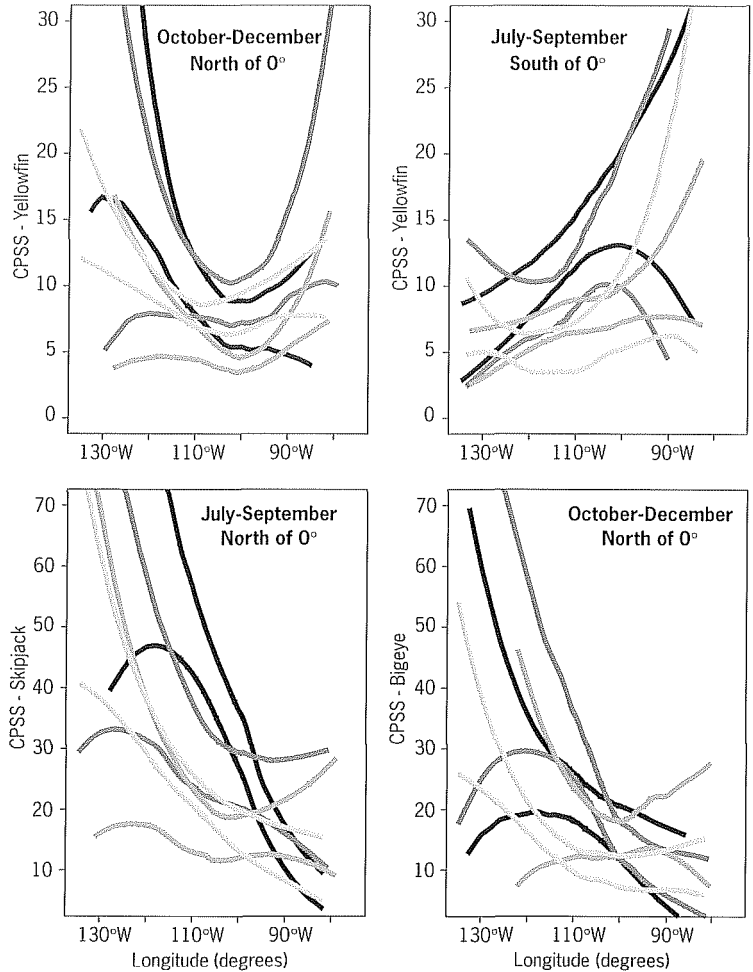 October-December
North of 0°
CPSS - Yellowfin
30
25
20
15
10
5
0
130°W 110°W 90°W
July-September
South of 0°
CPSS - Yellowfin
30
25
20
15
10
5
0
130°W 110°W 90°W
July-September
North of 0°
CPSS - Skipjack
70
60
50
40
30
20
10
130°W 110°W 90°W
Longitude (degrees)
October-December
North of 0°
CPSS - Bigeye
70
60
50
40
30
20
10
130°W 110°W 90°W
Longitude (degrees)